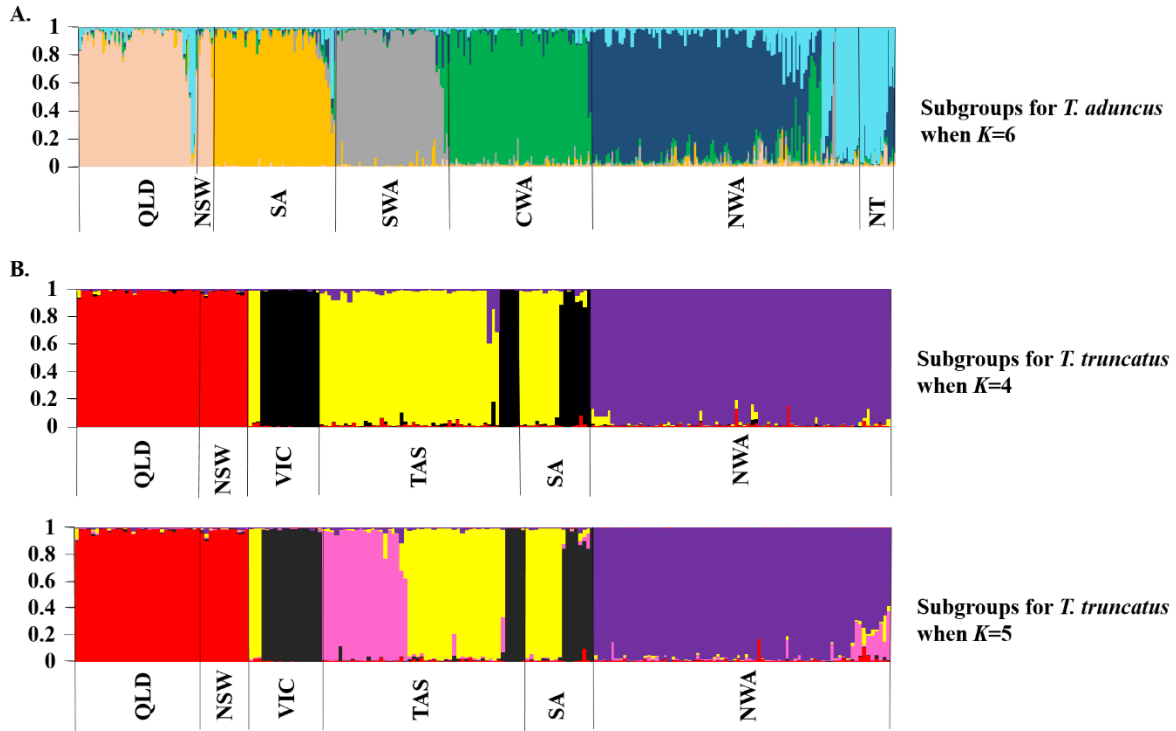 A.
1
0.8
0.6
0.4
0.2
0
QLD
NSW
SA
SWA
CWA
NWA
NT
Subgroups for T. aduncus
when K=6
B.
1
0.8
0.6
0.4
0.2
0
QLD
NSW
VIC
TAS
SA
NWA
Subgroups for T. truncatus
when K=4
1
0.8
0.6
0.4
0.2
0
QLD
NSW
VIC
TAS
SA
NWA
Subgroups for T. truncatus
when K=5